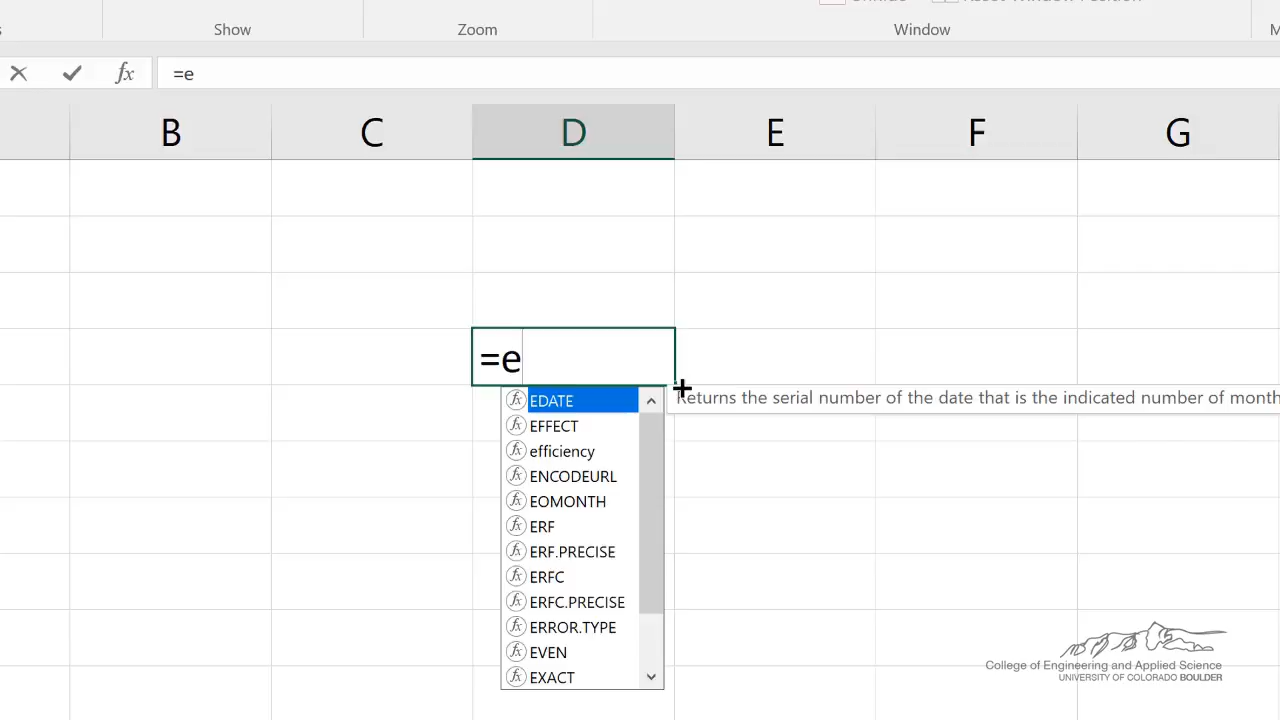 Show
Zoom
Window
fx
=e
B
C
D
E
F
G
=e
EDATE
Returns the serial number of the date that is the indicated number of month
EFFECT
efficiency
ENCODEURL
EOMONTH
ERF
ERF.PRECISE
ERFC
ERFC.PRECISE
ERROR.TYPE
EVEN
EXACT
College of Engineering and Applied Science
UNIVERSITY OF COLORADO BOULDER